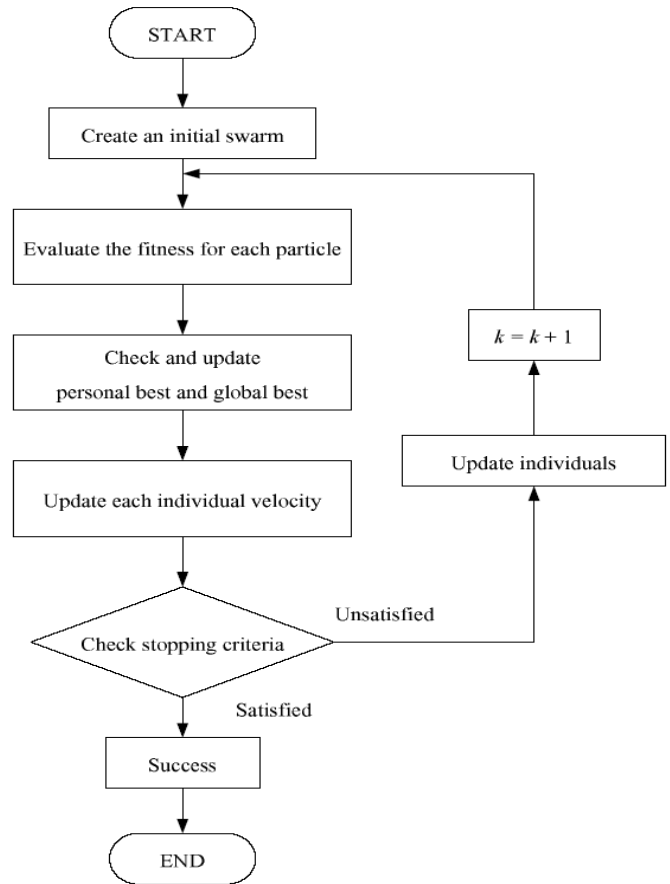 START
Create an initial swarm
Evaluate the fitness for each particle
Check and update
personal best and global best
Update each individual velocity
Check stopping criteria
Unsatisfied
Update individuals
k = k + 1
Satisfied
Success
END